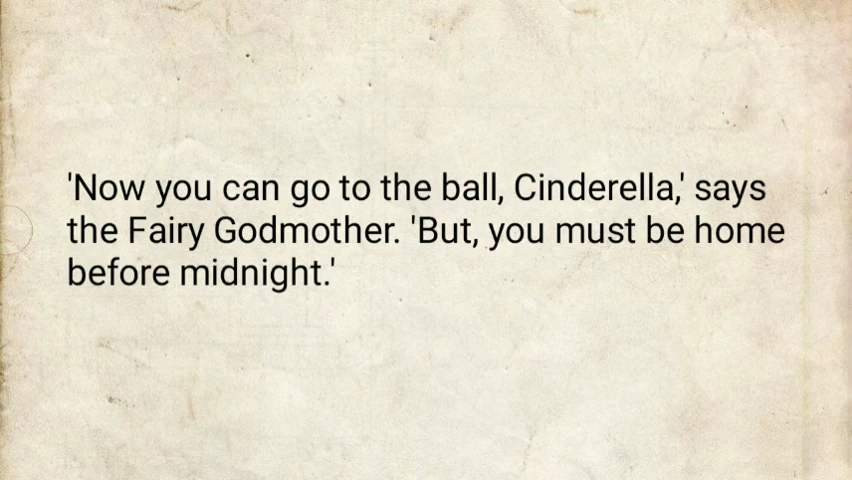 'Now you can go to the ball, Cinderella,' says
the Fairy Godmother. 'But, you must be home
before midnight.'